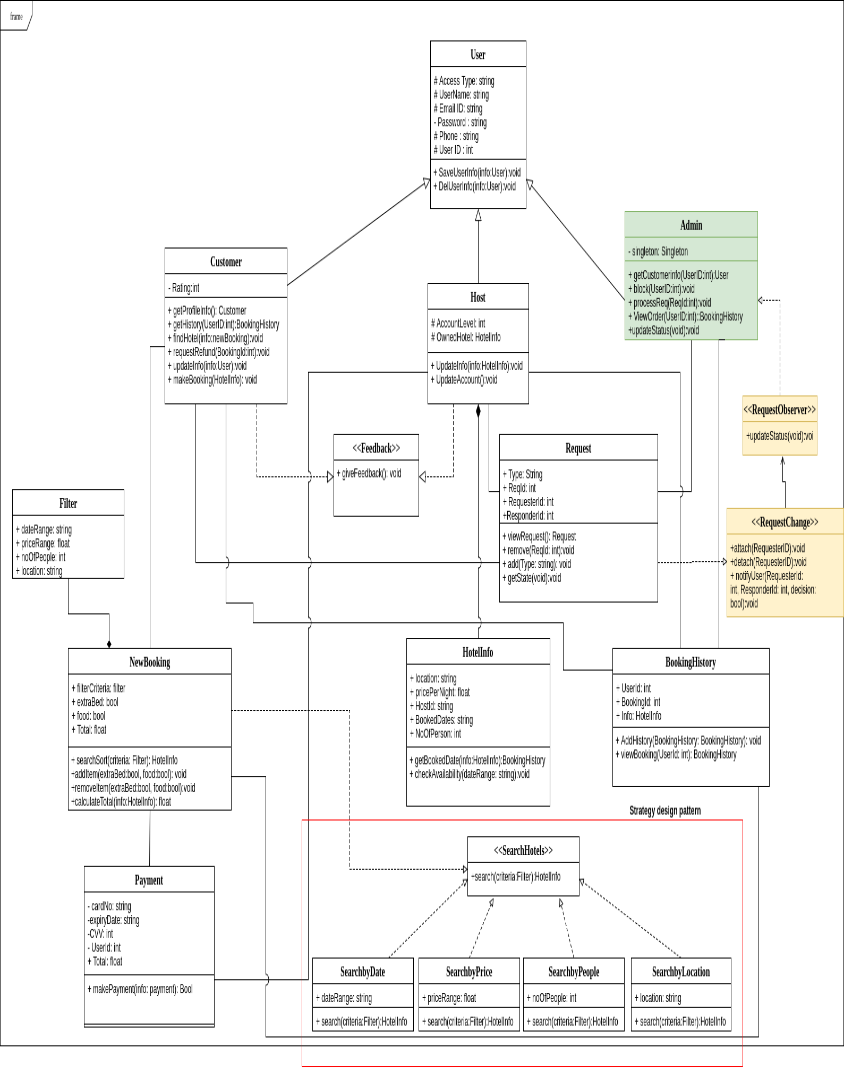 frame
User
# Access Type: string
# UserName: string
# Email ID: string
- Password : string
# Phone : string
# User ID : int
+ SaveUserInfo(info:User):void
+ DelUserInfo(info:User):void
Admin
- singleton: Singleton
+ getCustomerinfo(UserID:int):User
+ block(UserID:int):void
+ processReq(ReqId:int):void
+ ViewOrder(UserID:int)::BookingHistory
+updateStatus(void):void
Customer
- Rating:int
+ getProfileInfo(): Customer
+ getHistory(UserID:int):BookingHistory
+ findHotel(info:newBooking):void
+ requestRefund(BookingId:int):void
+ updateInfo(info:User):void
+ makeBooking(HotelInfo): void
Host
# AccountLevel: int
# OwnedHotel: HotelInfo
+ UpdateInfo(info:HotelInfo):void
+ UpdateAccount():void
<<RequestObserver>>
+updateStatus(void):voi
<<Feedback>>
+ giveFeedback(): void
Request
+ Type: String
+ ReqId: int
+ RequesterId: int
+ResponderId: int
+ viewRequest(): Request
+ remove(ReqId: int):void
+ add(Type: string): void
+ getState(void):void
Filter
+ dateRange: string
+ priceRange: float
+ noOfPeople: int
+ location: string
<<RequestChange>>
+attach(RequesterID):void
+detach(RequesterID):void
+ notifyUser(RequesterId:
int, ResponderId: int, decision:
bool):void
NewBooking
+ filterCriteria: filter
+ extraBed: bool
+ food: bool
+ Total: float
+ searchSort(criteria: Filter): HotelInfo
+addItem(extraBed:bool, food:bool): void
+removeItem(extraBed:bool, food:bool):void
+calculateTotal(info:HotelInfo): float
HotelInfo
+ location: string
+ pricePerNight: float
+ HostId: string
+ BookedDates: string
+ NoOfPerson: int
+ getBookedDate(info:HotelInfo):BookingHistory
+ checkAvailability(dateRange: string):void
BookingHistory
+ UserId: int
+ BookingId: int
+ Info: HotelInfo
+ AddHistory(BookingHistory: BookingHistory): void
+ viewBooking(UserId: int): BookingHistory
Strategy design pattern
<<SearchHotels>>
+search(criteria:Filter):HotelInfo
Payment
- cardNo: string
-expiryDate: string
-CVV: int
- UserId: int
+ Total: float
+ makePayment(info: payment): Bool
SearchbyDate
+ dateRange: string
+ search(criteria:Filter):HotelInfo
SearchbyPrice
+ priceRange: float
+ search(criteria:Filter):HotelInfo
SearchbyPeople
+ noOfPeople: int
+ search(criteria:Filter):HotelInfo
SearchbyLocation
+ location: string
+ search(criteria:Filter):HotelInfo